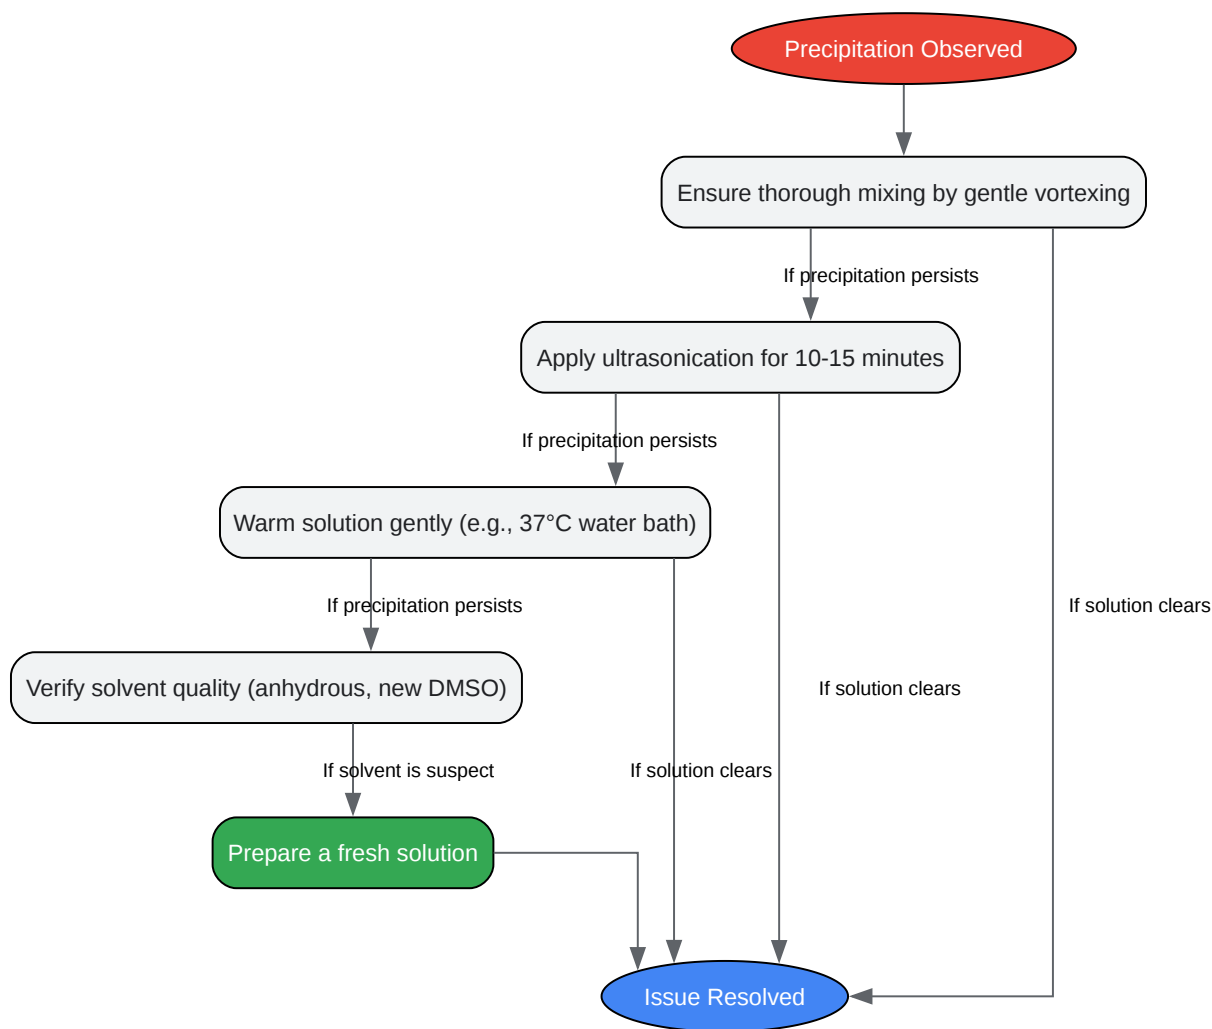 Precipitation Observed
Ensure thorough mixing by gentle vortexing
If precipitation persists
Apply ultrasonication for 10-15 minutes
If precipitation persists
Warm solution gently (e.g., 37°C water bath)
If precipitation persists
If solution clears
Verify solvent quality (anhydrous, new DMSO)
If solution clears
If solvent is suspect
If solution clears
Prepare a fresh solution
Issue Resolved